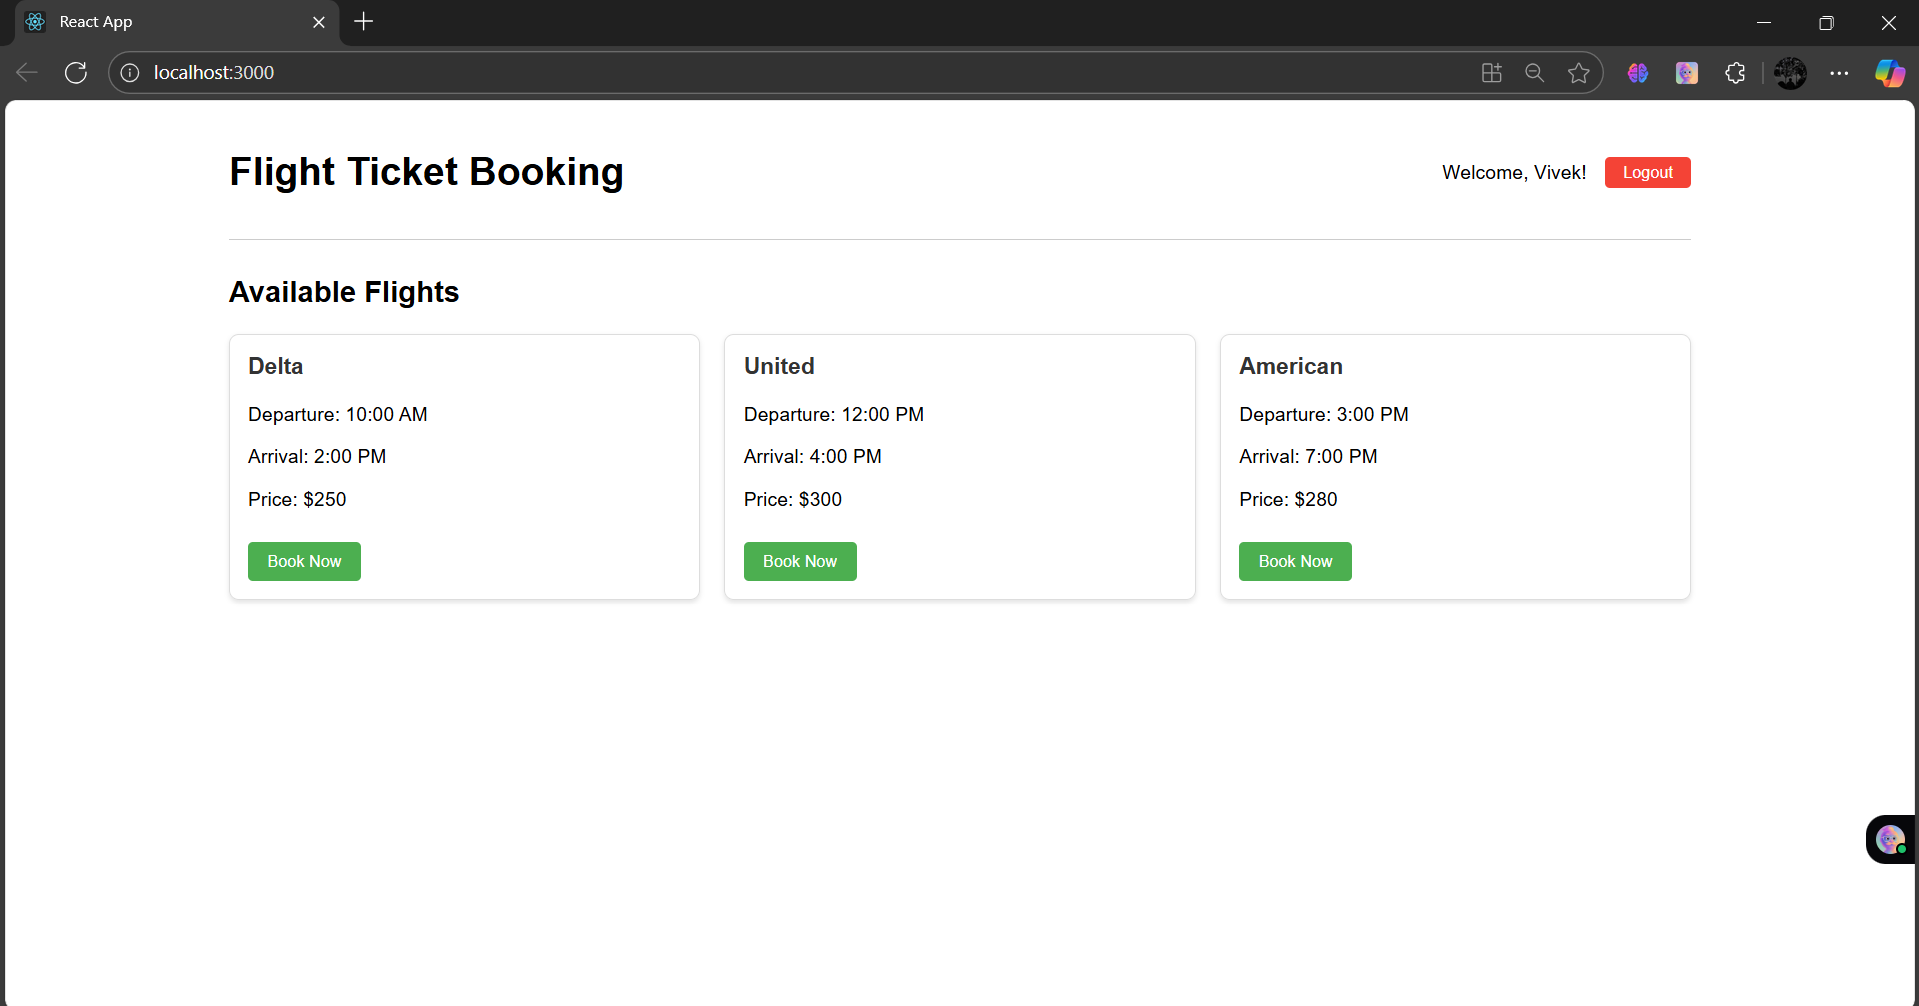 React App
localhost:3000
Flight Ticket Booking
Welcome, Vivek!
Logout
Available Flights
Delta
Departure: 10:00 AM
Arrival: 2:00 PM
Price: $250
Book Now
United
Departure: 12:00 PM
Arrival: 4:00 PM
Price: $300
Book Now
American
Departure: 3:00 PM
Arrival: 7:00 PM
Price: $280
Book Now